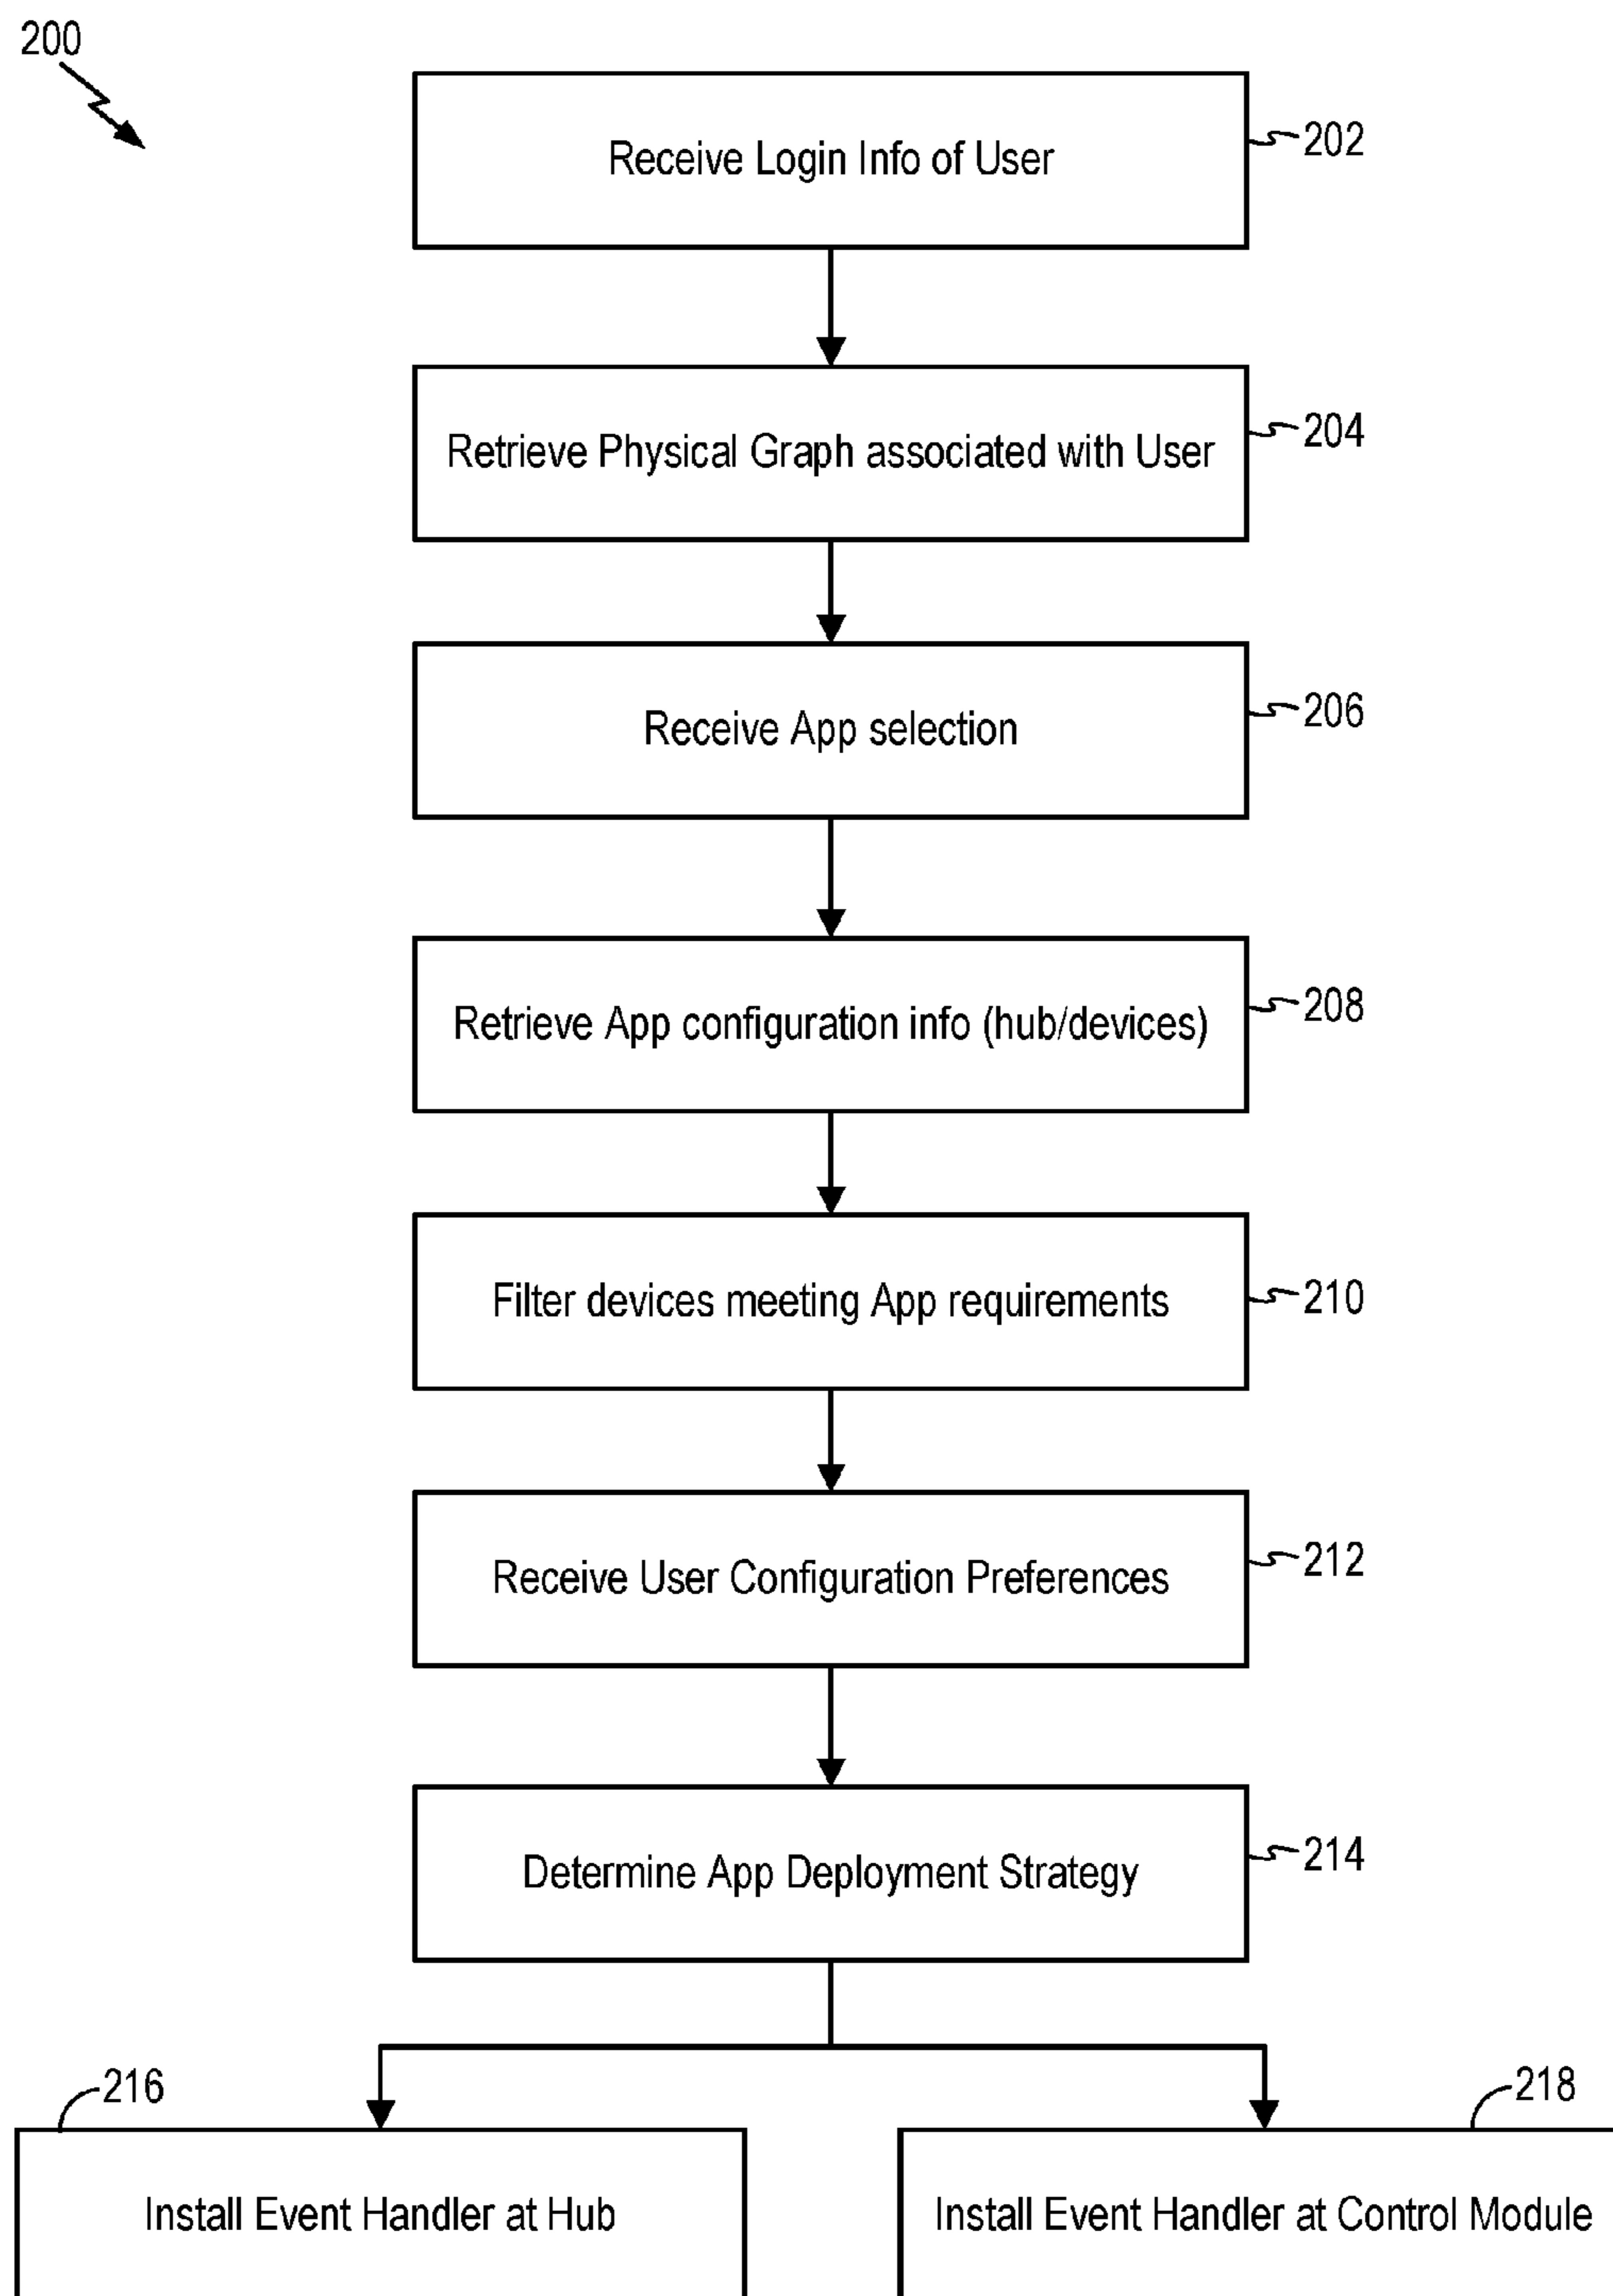 200
Receive Login Info of User
202
Retrieve Physical Graph associated with User
204
Receive App selection
206
Retrieve App configuration info (hub/devices)
208
Filter devices meeting App requirements
210
Receive User Configuration Preferences
212
Determine App Deployment Strategy
214
216
Install Event Handler at Hub
218
Install Event Handler at Control Module